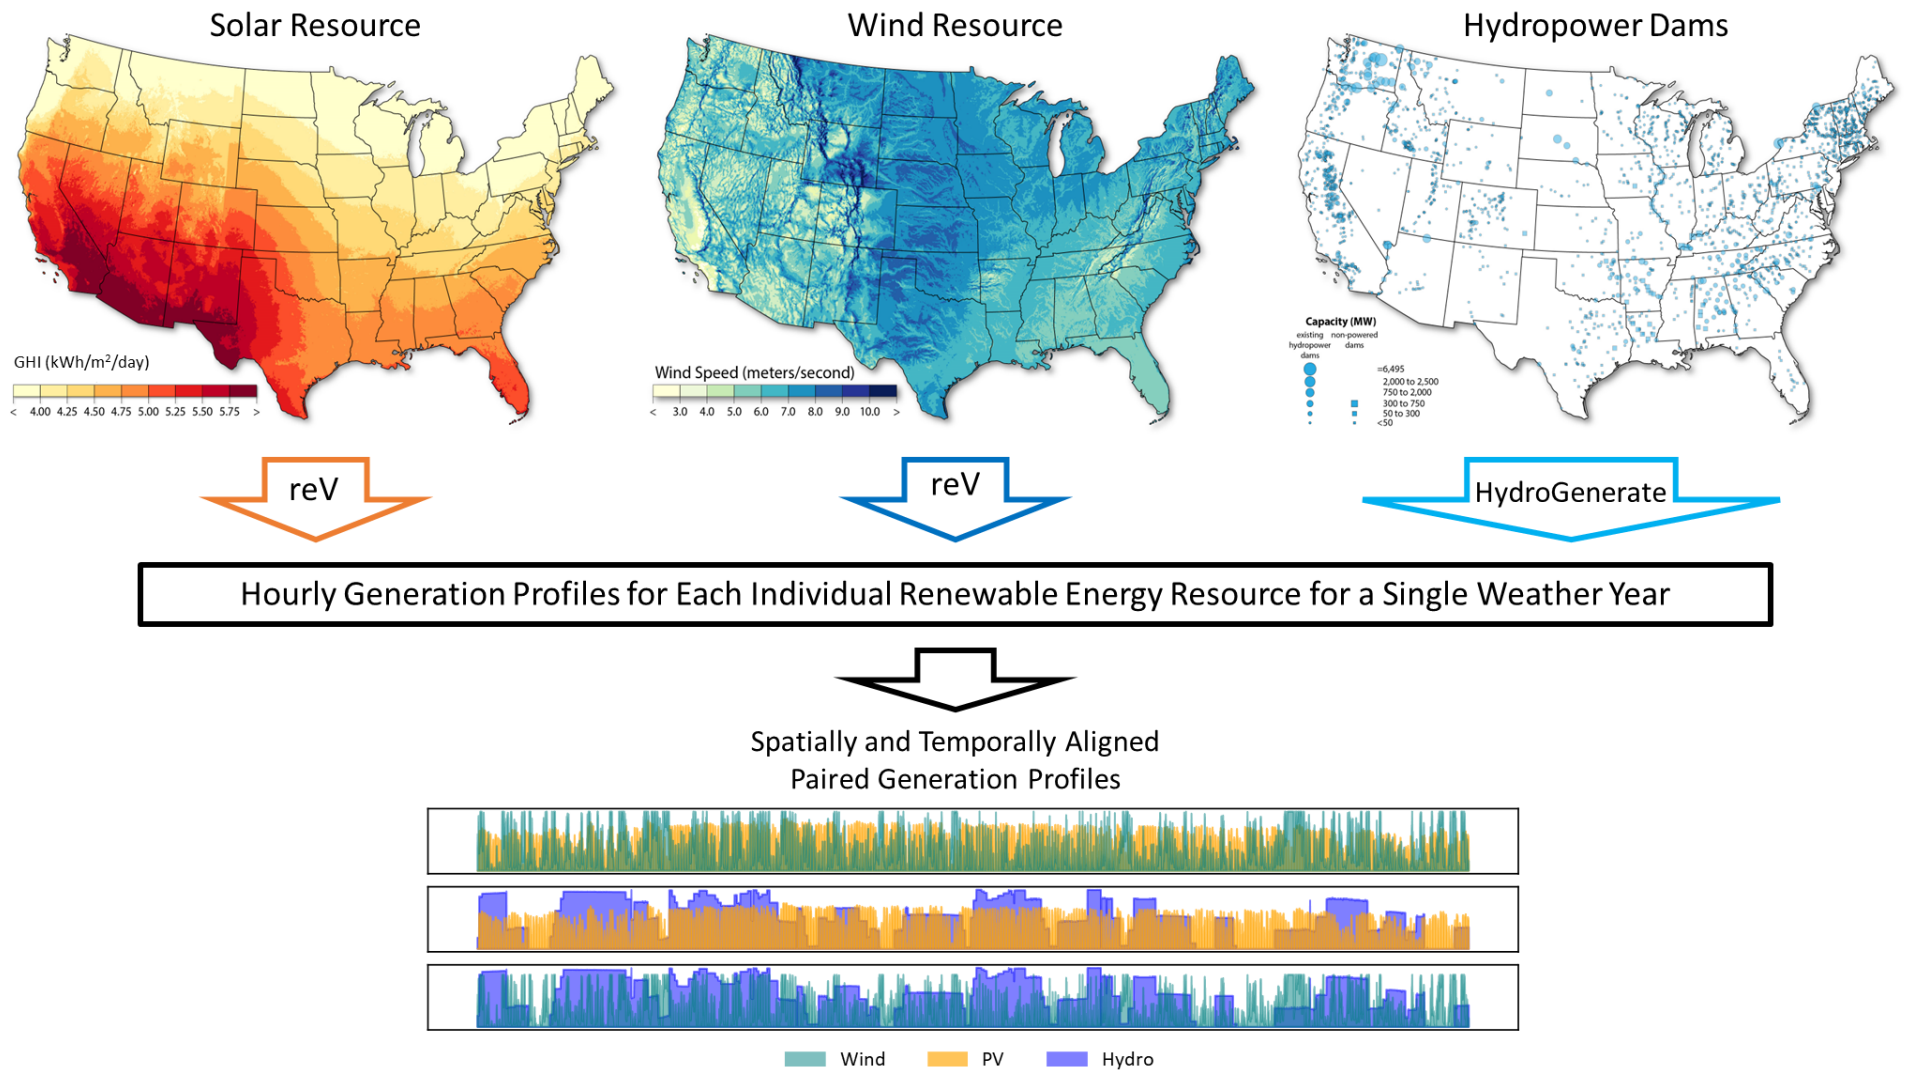 Solar Resource
Wind Resource
Hydropower Dams
GHI (kWh/m²/day)
< 4.00 4.25 4.50 4.75 5.00 5.25 5.50 5.75 >
Wind Speed (meters/second)
< 3.0 4.0 5.0 6.0 7.0 8.0 9.0 10.0 >
Capacity (MW)
existing hydropower dams
non-powered dams
=6,495
2,000 to 2,500
750 to 2,000
300 to 750
50 to 300
<50
reV
reV
HydroGenerate
Hourly Generation Profiles for Each Individual Renewable Energy Resource for a Single Weather Year
Spatially and Temporally Aligned
Paired Generation Profiles
Wind PV Hydro